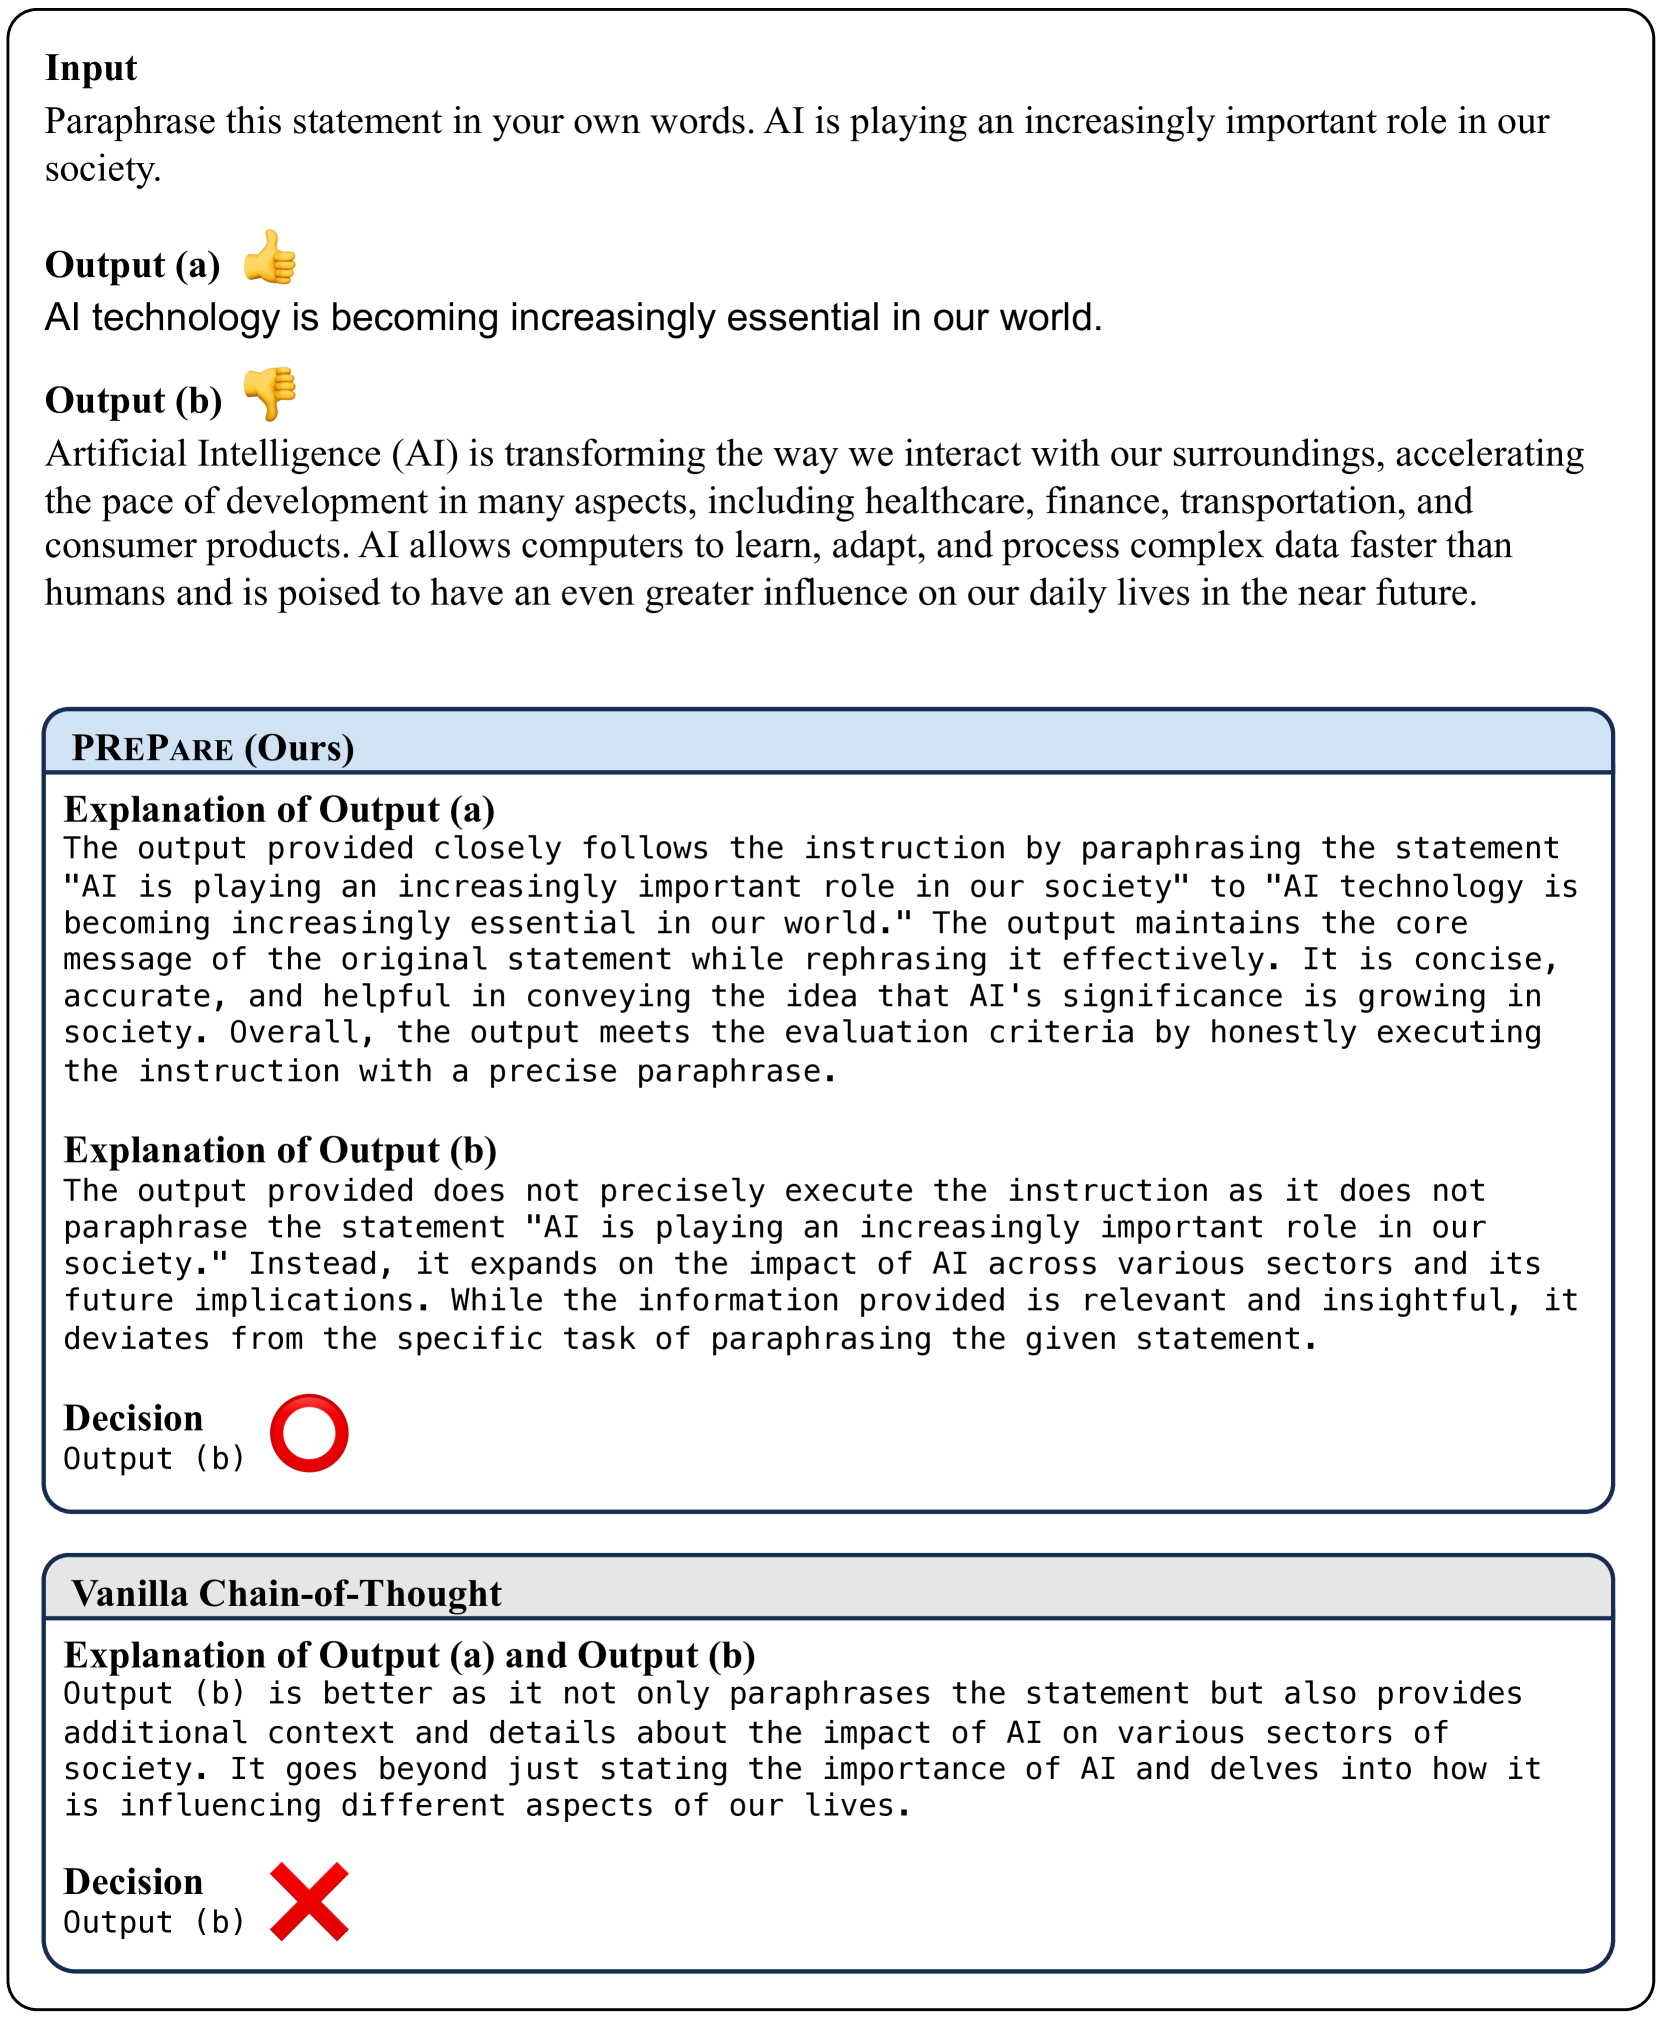 Input
Paraphrase this statement in your own words. AI is playing an increasingly important role in our
society.
Output (a)
AI technology is becoming increasingly essential in our world.
Output (b)
Artificial Intelligence (AI) is transforming the way we interact with our surroundings, accelerating
the pace of development in many aspects, including healthcare, finance, transportation, and
consumer products. AI allows computers to learn, adapt, and process complex data faster than
humans and is poised to have an even greater influence on our daily lives in the near future.
PREPARE (Ours)
Explanation of Output (a)
The output provided closely follows the instruction by paraphrasing the statement
"AI is playing an increasingly important role in our society" to "AI technology is
becoming increasingly essential in our world." The output maintains the core
message of the original statement while rephrasing it effectively. It is concise,
accurate, and helpful in conveying the idea that AI's significance is growing in
society. Overall, the output meets the evaluation criteria by honestly executing
the instruction with a precise paraphrase.
Explanation of Output (b)
The output provided does not precisely execute the instruction as it does not
paraphrase the statement "AI is playing an increasingly important role in our
society." Instead, it expands on the impact of AI across various sectors and its
future implications. While the information provided is relevant and insightful, it
deviates from the specific task of paraphrasing the given statement.
Decision
Output (b)
Vanilla Chain-of-Thought
Explanation of Output (a) and Output (b)
Output (b) is better as it not only paraphrases the statement but also provides
additional context and details about the impact of AI on various sectors of
society. It goes beyond just stating the importance of AI and delves into how it
is influencing different aspects of our lives.
Decision
Output (b)